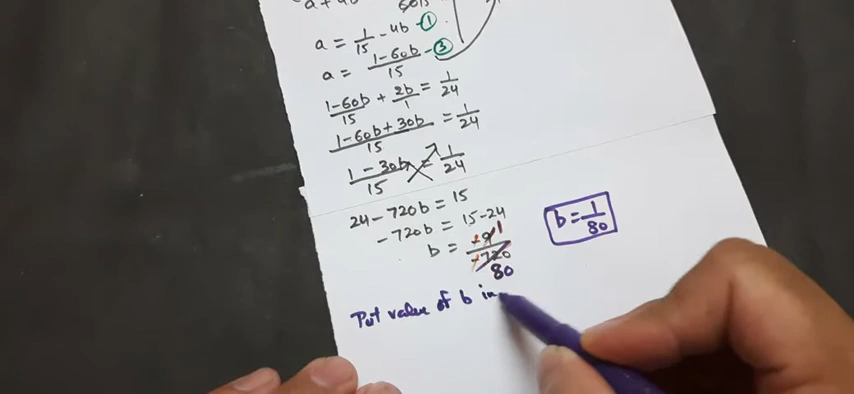 a = 1/15 - 4b - ①
a = (1-60b)/15 - ③
(1-60b)/15 + 2b/1 = 1/24
(1-60b+30b)/15 = 1/24
(1-30b)/15 = 1/24
24-720b = 15
-720b = 15-24
b = -9/-720 1
80
b = 1/80
Put value of b in